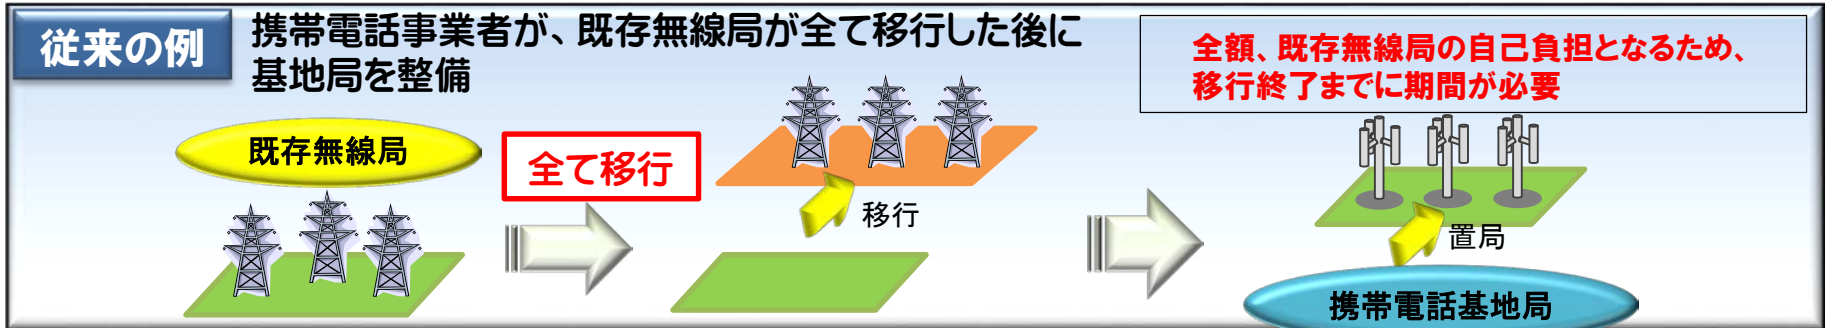 従来の例
携帯電話事業者が、既存無線局が全て移行した後に
基地局を整備
全額、既存無線局の自己負担となるため、
移行終了までに期間が必要
既存無線局
全て移行
移行
置局
携帯電話基地局